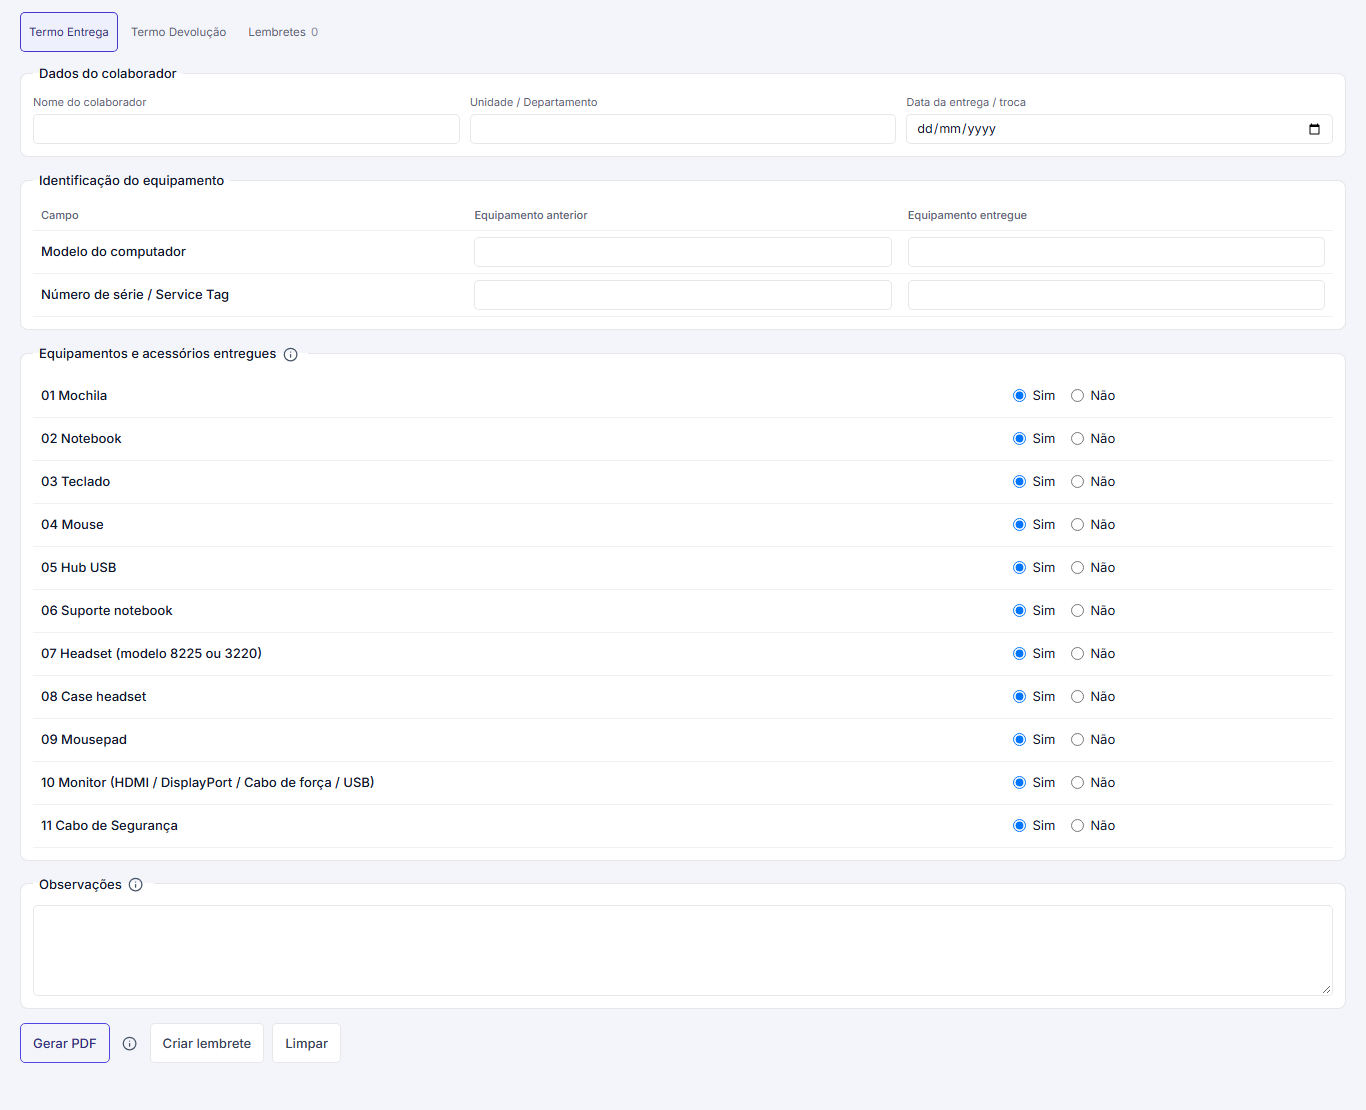 Termo Entrega Termo Devolução Lembretes 0
Dados do colaborador
Nome do colaborador Unidade / Departamento Data da entrega / troca
dd/mm/yyyy
Identificação do equipamento
Campo Equipamento anterior Equipamento entregue
Modelo do computador
Número de série / Service Tag
Equipamentos e acessórios entregues
01 Mochila Sim Não
02 Notebook Sim Não
03 Teclado Sim Não
04 Mouse Sim Não
05 Hub USB Sim Não
06 Suporte notebook Sim Não
07 Headset (modelo 8225 ou 3220) Sim Não
08 Case headset Sim Não
09 Mousepad Sim Não
10 Monitor (HDMI / DisplayPort / Cabo de força / USB) Sim Não
11 Cabo de Segurança Sim Não
Observações
Gerar PDF Criar lembrete Limpar